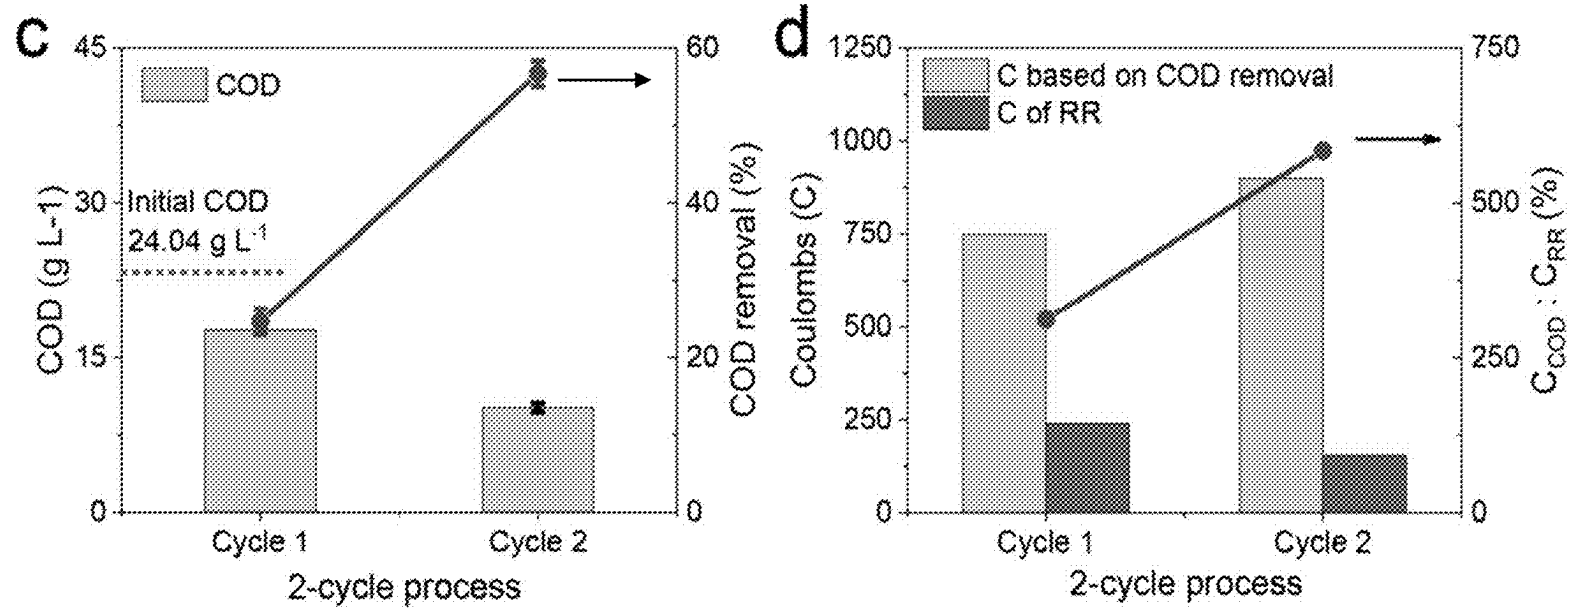 c
45
30
15
0
COD (g L-1)
COD
Initial COD
24.04 g L-1
60
40
20
0
COD removal (%)
Cycle 1
Cycle 2
2-cycle process
d
1250
1000
750
500
250
0
Coulombs (C)
C based on COD removal
C of RR
750
500
250
0
CCOD : CRR (%)
Cycle 1
Cycle 2
2-cycle process